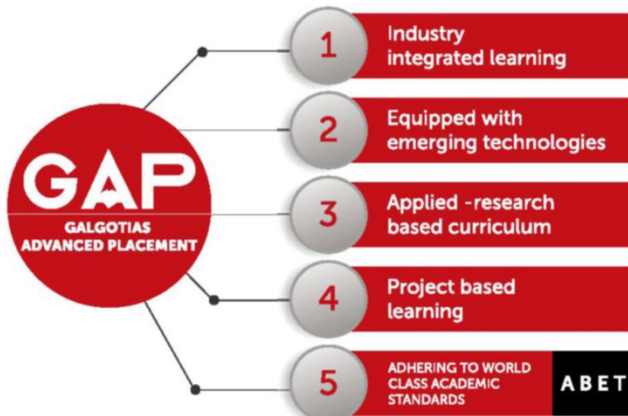 GAP
GALGOTIAS
ADVANCED PLACEMENT
1
Industry
integrated learning
2
Equipped with
emerging technologies
3
Applied -research
based curriculum
4
Project based
learning
5
ADHERING TO WORLD
CLASS ACADEMIC
STANDARDS
ABET